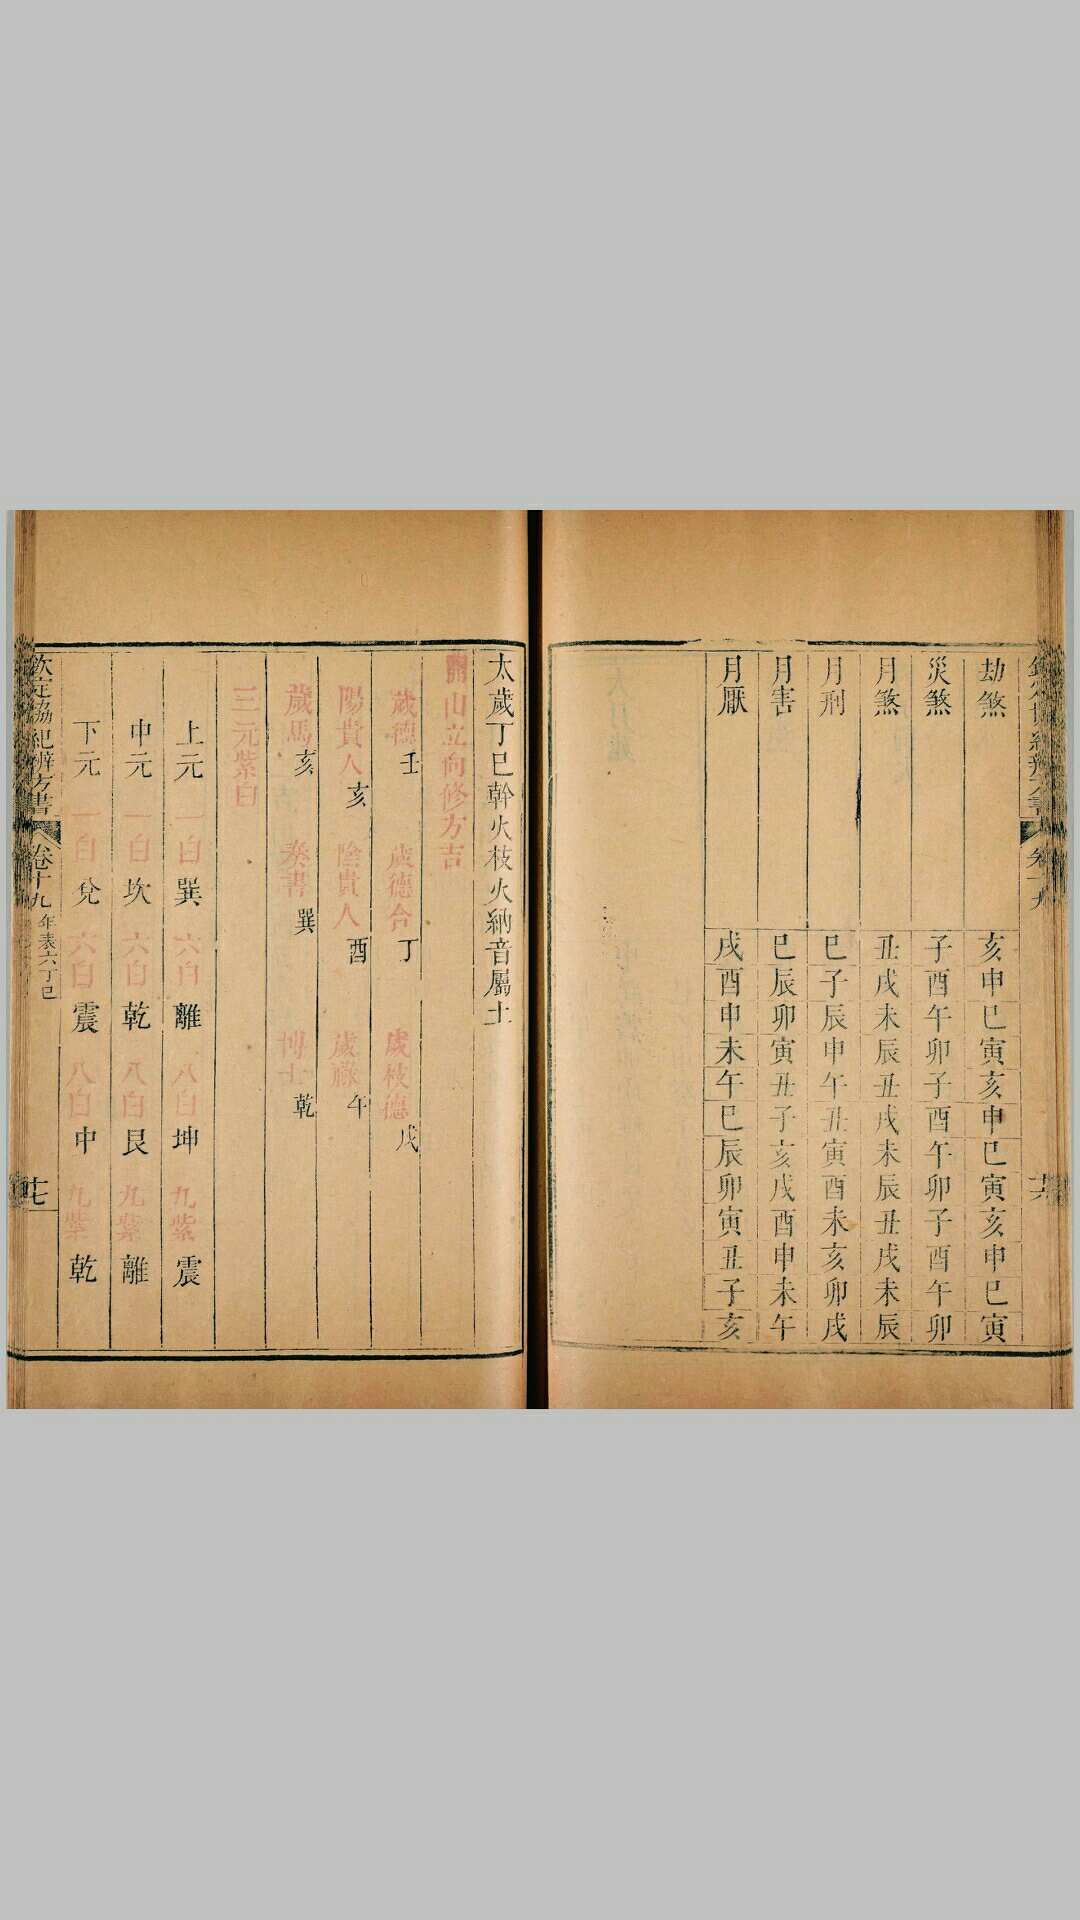 劫煞 亥申巳寅亥申巳寅亥申巳寅
災煞 子酉午卯子酉午卯子酉午卯
月煞 丑戌未辰丑戌未辰丑戌未辰
月刑 巳子辰申午丑寅酉未亥卯戌
月害 巳辰卯寅丑子亥戌酉申未午
月厭 戌酉申未午巳辰卯寅丑子亥
太歲丁巳幹火枝火納音屬土
開山立向修方吉
歲德 壬 歲德合 丁 歲枝德 戌
陽貴人 亥 陰貴人 酉 歲祿 午
歲馬 亥 奏書 巽 博士 乾
三元紫白
上元 一白 巽 六白 離 八白 坤 九紫 震
中元 一白 坎 六白 乾 八白 艮 九紫 離
下元 一白 兌 六白 震 八白 中 九紫 乾
欽定協紀辨方書 卷十九 年表六丁巳 十七